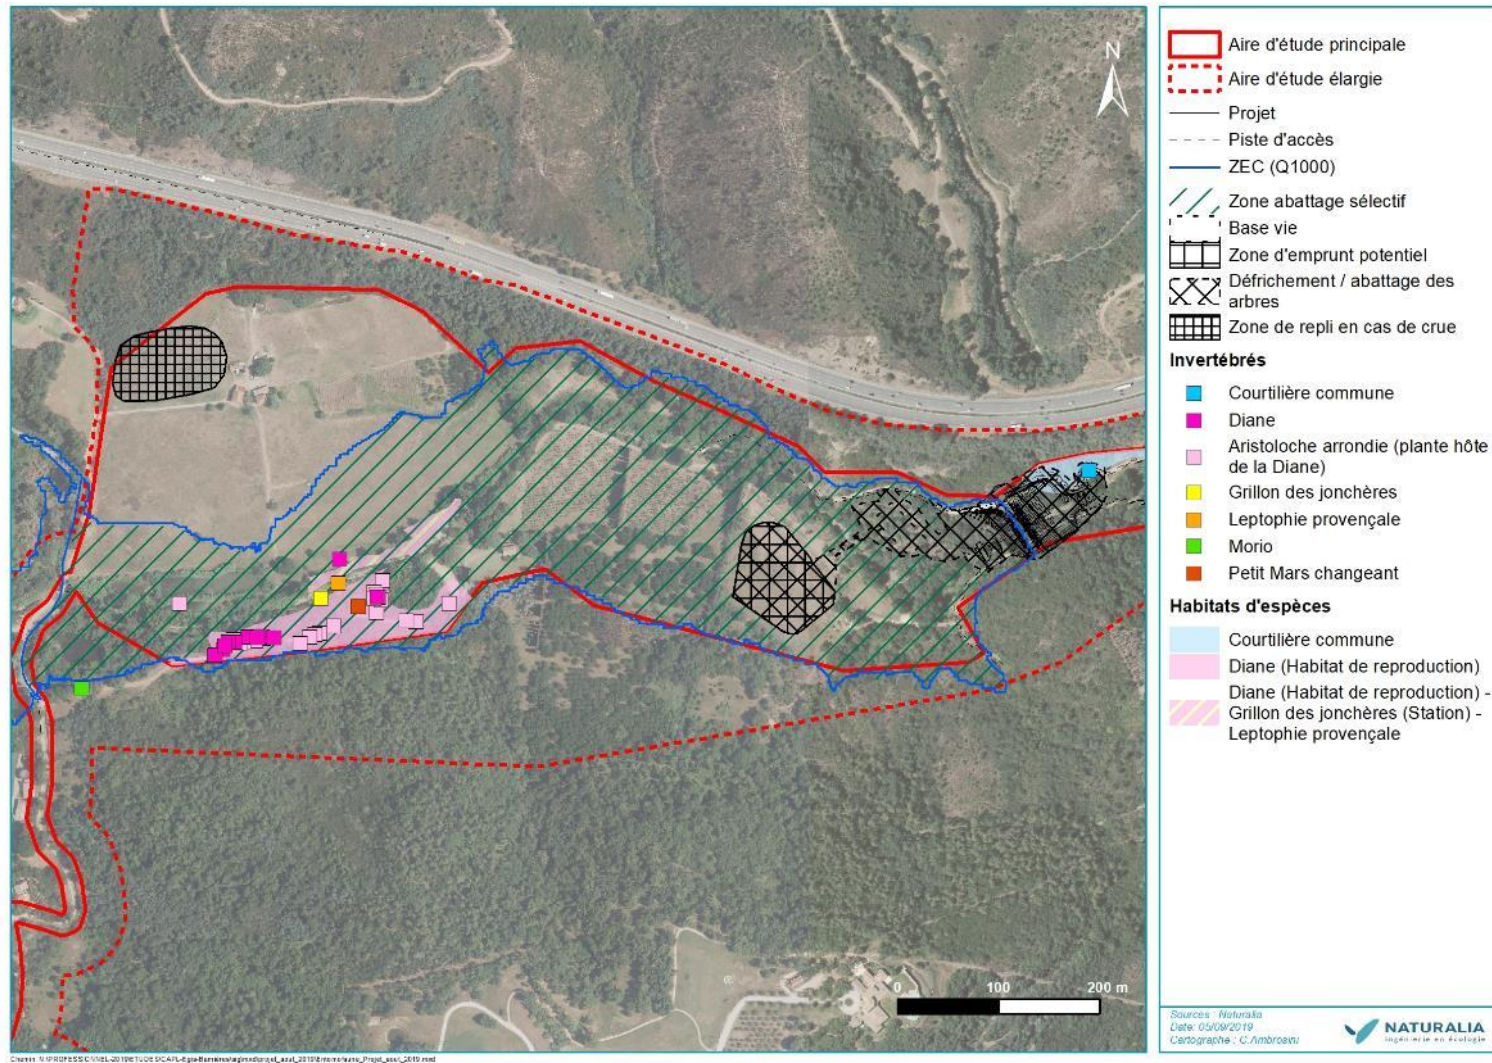 N
0 100 200 m
Aire d'étude principale
Aire d'étude élargie
Projet
Piste d'accès
ZEC (Q1000)
Zone abattage sélectif
Base vie
Zone d'emprunt potentiel
Défrichement / abattage des
arbres
Zone de repli en cas de crue
Invertébrés
Courtilière commune
Diane
Aristoloche arrondie (plante hôte
de la Diane)
Grillon des jonchères
Leptophie provençale
Morio
Petit Mars changeant
Habitats d'espèces
Courtilière commune
Diane (Habitat de reproduction)
Diane (Habitat de reproduction) -
Grillon des jonchères (Station) -
Leptophie provençale
Sources : Naturalia
Date: 05/09/2019
Cartographe : C.Ambrosini
NATURALIA
ingénierie en écologie